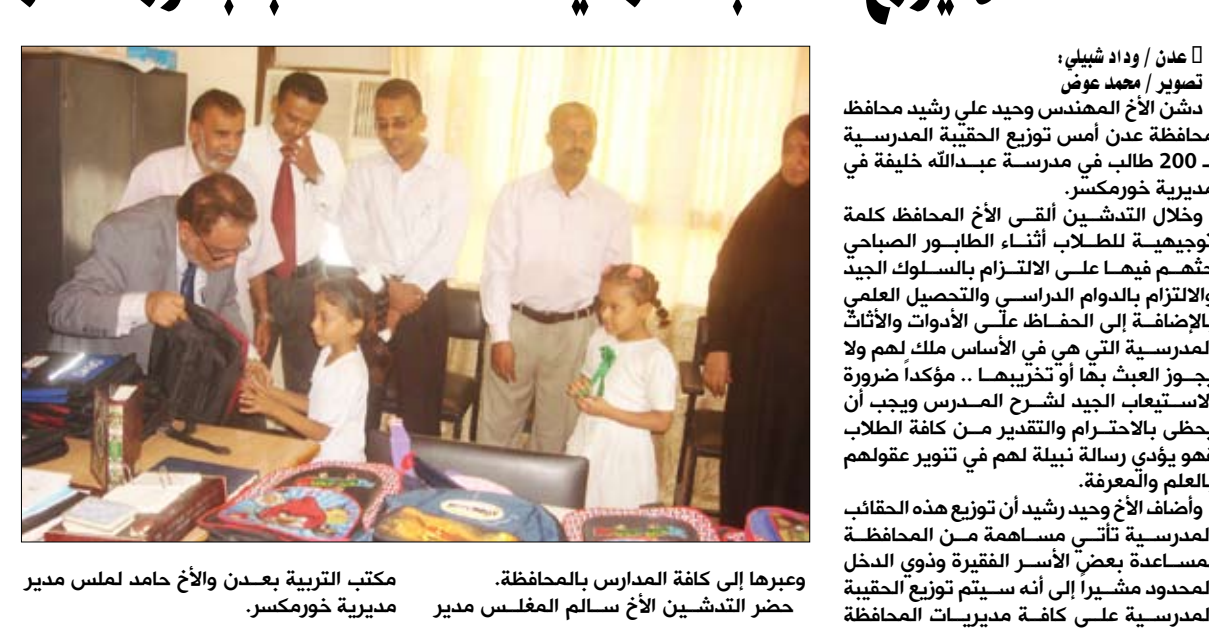 عدن / وداد شبيلي:
تصوير / محمد عوض
دشن الأخ المهندس وحيد علي رشيد محافظ
محافظة عدن أمس توزيع الحقيبة المدرسية
لـ 200 طالب في مدرسة عبدالله خليفة في
مديرية خورمكسر.
وخلال التدشين ألقى الأخ المحافظ كلمة
توجيهية للطلاب أثناء الطابور الصباحي
حثهم فيها على الالتزام بالسلوك الجيد
والالتزام بالدوام الدراسي والتحصيل العلمي
بالإضافة إلى الحفاظ على الأدوات والأثاث
المدرسية التي هي في الأساس ملك لهم ولا
يجوز العبث بها أو تخريبها .. مؤكداً ضرورة
الاستيعاب الجيد لشرح المدرس ويجب أن
يحظى بالاحترام والتقدير من كافة الطلاب
فهو يؤدي رسالة نبيلة لهم في تنوير عقولهم
بالعلم والمعرفة.
وأضاف الأخ وحيد رشيد أن توزيع هذه الحقائب
المدرسية تأتي مساهمة من المحافظة
لمساعدة بعض الأسر الفقيرة وذوي الدخل
المحدود مشيراً إلى أنه سيتم توزيع الحقيبة
المدرسية على كافة مديريات المحافظة
وعبرها إلى كافة المدارس بالمحافظة.
حضر التدشين الأخ سالم المغلس مدير
مكتب التربية بعدن والأخ حامد لملس مدير
مديرية خورمكسر.